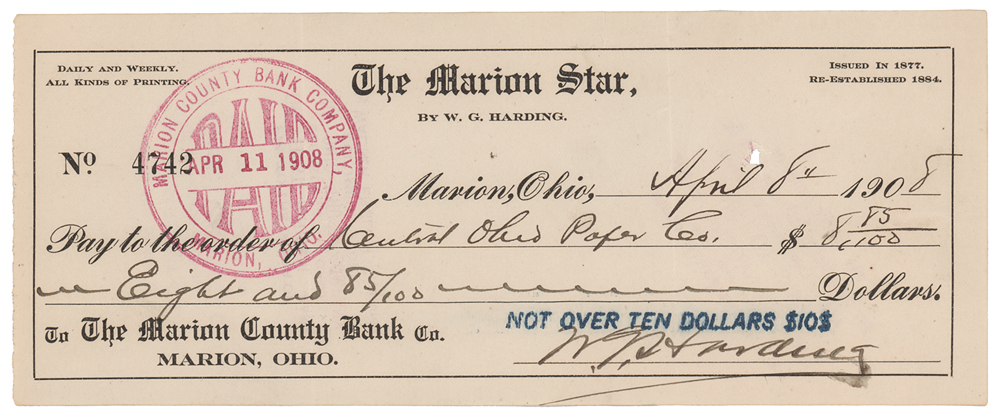 DAILY AND WEEKLY.
ALL KINDS OF PRINTING.
The Marion Star,
BY W. G. HARDING.
ISSUED IN 1877.
RE-ESTABLISHED 1884.
MARION COUNTY BANK COMPANY,
PAID
APR 11 1908
MARION, OHIO.
No 4742
Marion, Ohio, April 8th 1908
Pay to the order of Central Ohio Paper Co. $ 8 85/100
Eight and 85/100 Dollars.
NOT OVER TEN DOLLARS $10$
To The Marion County Bank Co.
MARION, OHIO.
W. G. Harding